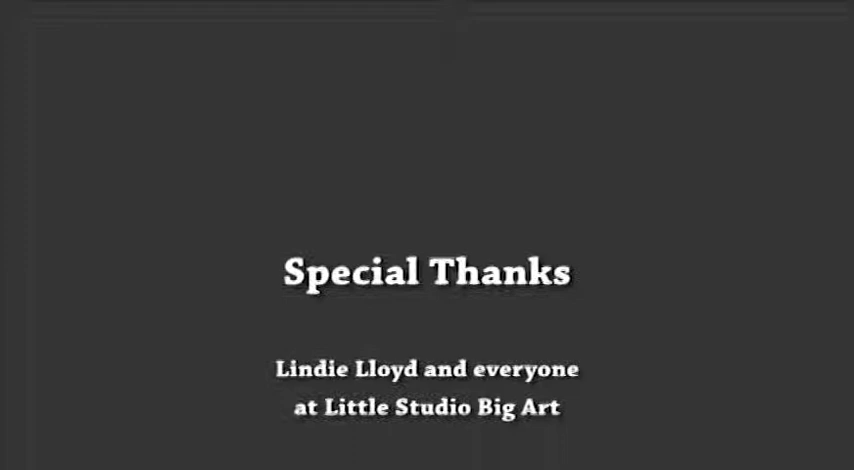 Special Thanks
Lindie Lloyd and everyone
at Little Studio Big Art